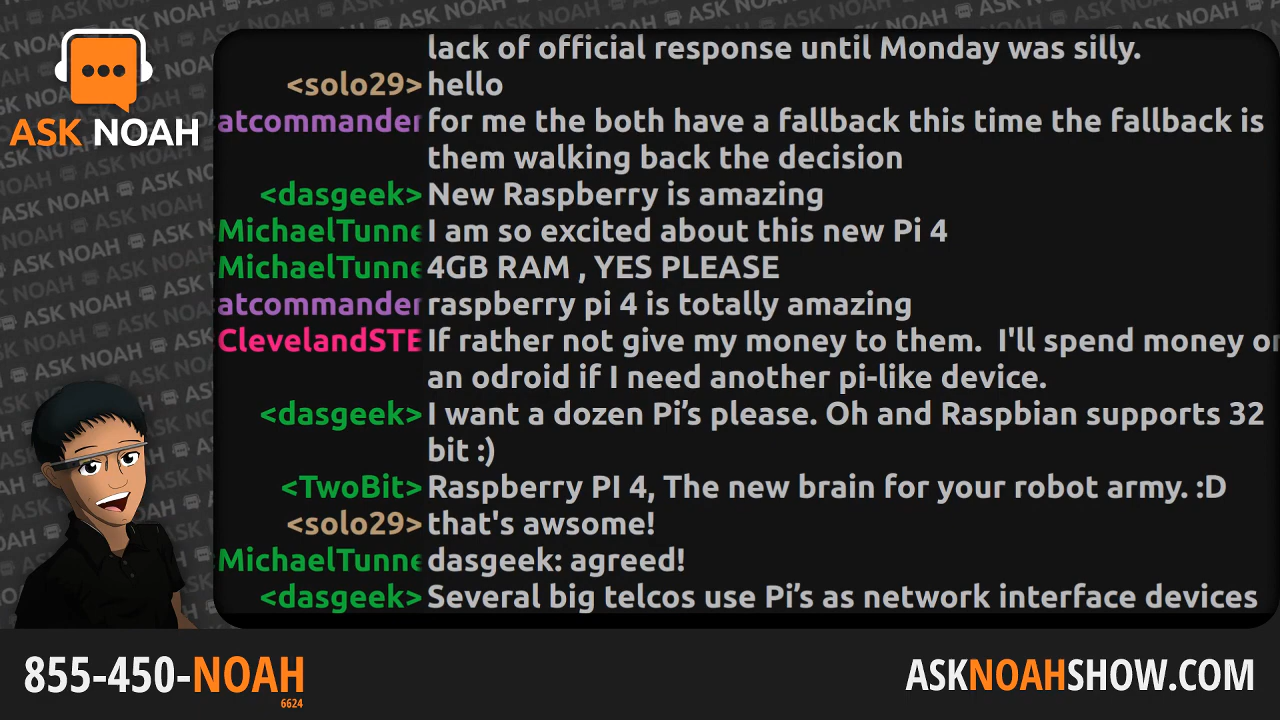 ASK NOAH
lack of official response until Monday was silly.
<solo29> hello
atcommander for me the both have a fallback this time the fallback is
them walking back the decision
<dasgeek> New Raspberry is amazing
MichaelTunne I am so excited about this new Pi 4
MichaelTunne 4GB RAM , YES PLEASE
atcommander raspberry pi 4 is totally amazing
ClevelandSTE If rather not give my money to them.  I'll spend money on
an odroid if I need another pi-like device.
<dasgeek> I want a dozen Pi’s please. Oh and Raspbian supports 32
bit :)
<TwoBit> Raspberry PI 4, The new brain for your robot army. :D
<solo29> that's awsome!
MichaelTunne dasgeek: agreed!
<dasgeek> Several big telcos use Pi’s as network interface devices
855-450-NOAH
6624
ASKNOAHSHOW.COM